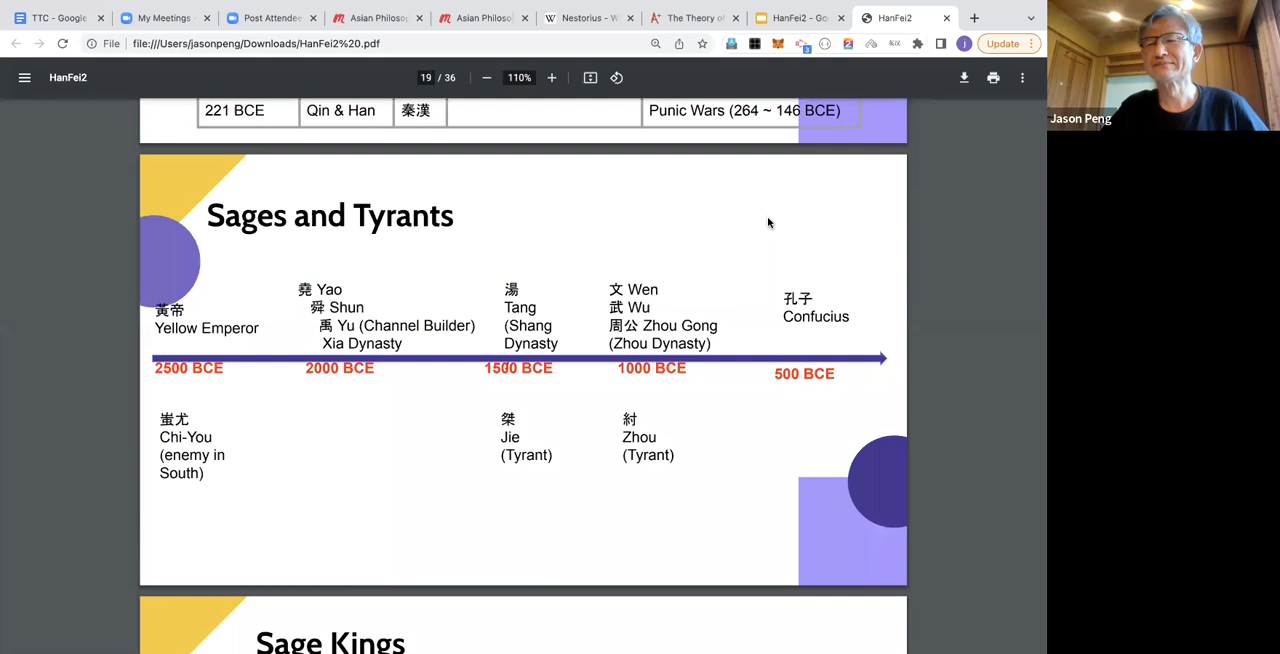 TTC - Google
My Meetings -
Post Attendee
Asian Philoso
Asian Philoso
Nestorius - W
The Theory of
HanFei2 - Go
HanFei2
File
file:///Users/jasonpeng/Downloads/HanFei2%20.pdf
Update
HanFei2
19 / 36
110%
Jason Peng
221 BCE
Qin & Han
秦漢
Punic Wars (264 ~ 146 BCE)
Sages and Tyrants
黃帝
Yellow Emperor
堯 Yao
舜 Shun
禹 Yu (Channel Builder)
Xia Dynasty
湯
Tang
(Shang
Dynasty
文 Wen
武 Wu
周公 Zhou Gong
(Zhou Dynasty)
孔子
Confucius
2500 BCE
2000 BCE
1500 BCE
1000 BCE
500 BCE
蚩尤
Chi-You
(enemy in
South)
桀
Jie
(Tyrant)
紂
Zhou
(Tyrant)
Sage Kings